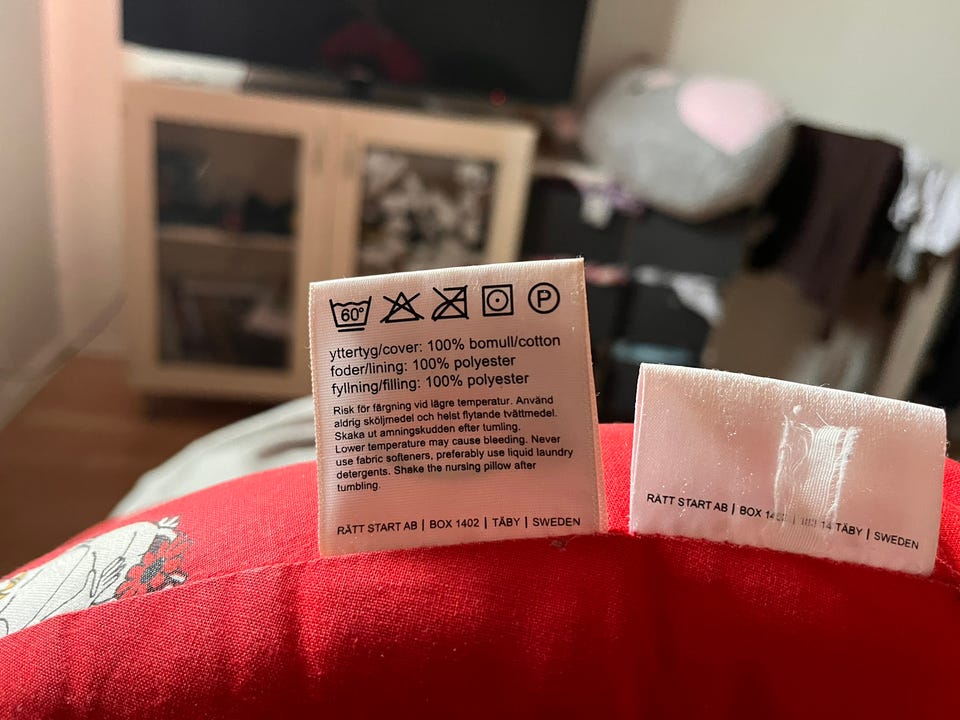 60°
P
yttertyg/cover: 100% bomull/cotton
foder/lining: 100% polyester
fyllning/filling: 100% polyester
Risk för färgning vid lägre temperatur. Använd
aldrig sköljmedel och helst flytande tvättmedel.
Skaka ut amningskudden efter tumling.
Lower temperature may cause bleeding. Never
use fabric softeners, preferably use liquid laundry
detergents. Shake the nursing pillow after
tumbling.
RÄTT START AB | BOX 1402 | TÄBY | SWEDEN
RÄTT START AB | BOX 14 TÄBY | SWEDEN